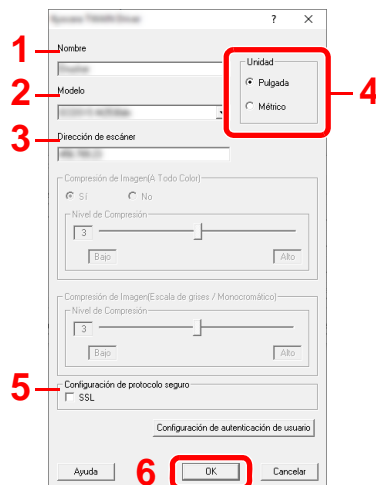 ? ×
1 Nombre
Unidad
Pulgada
Métrico
4
2 Modelo
3 Dirección de escáner
Compresión de Imagen(A Todo Color)
Sí No
Nivel de Compresión
3
Bajo Alto
Compresión de Imagen(Escala de grises / Monocromático)
Nivel de Compresión
3
Bajo Alto
5 Configuración de protocolo seguro
SSL
Configuración de autenticación de usuario
Ayuda 6 OK Cancelar